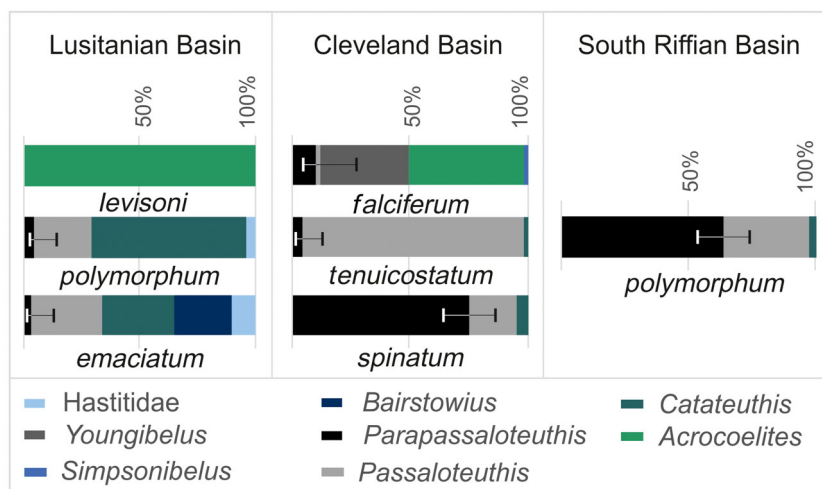 Lusitanian Basin
Cleveland Basin
South Riffian Basin
50%
100%
50%
100%
50%
100%
levisoni
falciferum
polymorphum
tenuicostatum
polymorphum
emaciatum
spinatum
Hastitidae
Bairstowius
Catateuthis
Youngibelus
Parapassaloteuthis
Acrocoelites
Simpsonibelus
Passaloteuthis